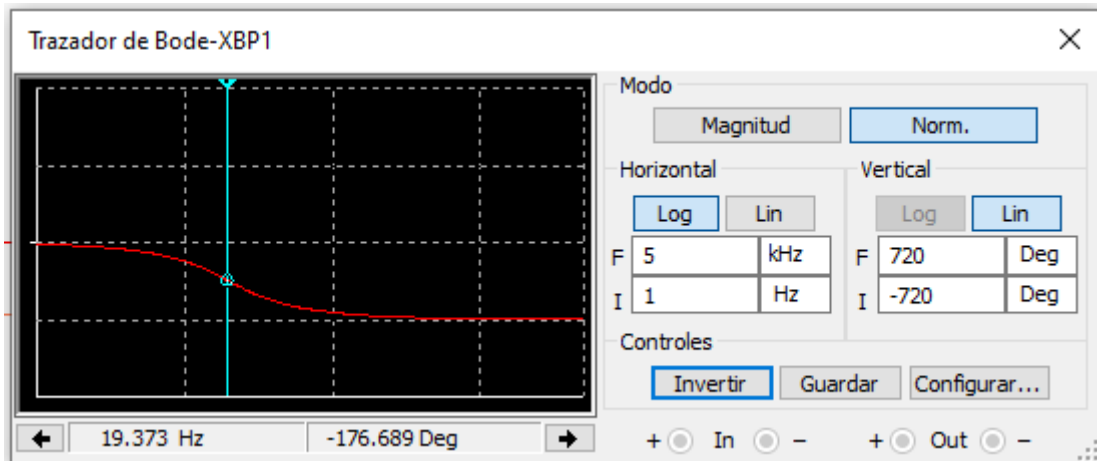 Trazador de Bode-XBP1
Modo
Magnitud Norm.
Horizontal Vertical
Log Lin Log Lin
F 5 kHz F 720 Deg
I 1 Hz I -720 Deg
Controles
Invertir Guardar Configurar...
19.373 Hz -176.689 Deg + In − + Out −